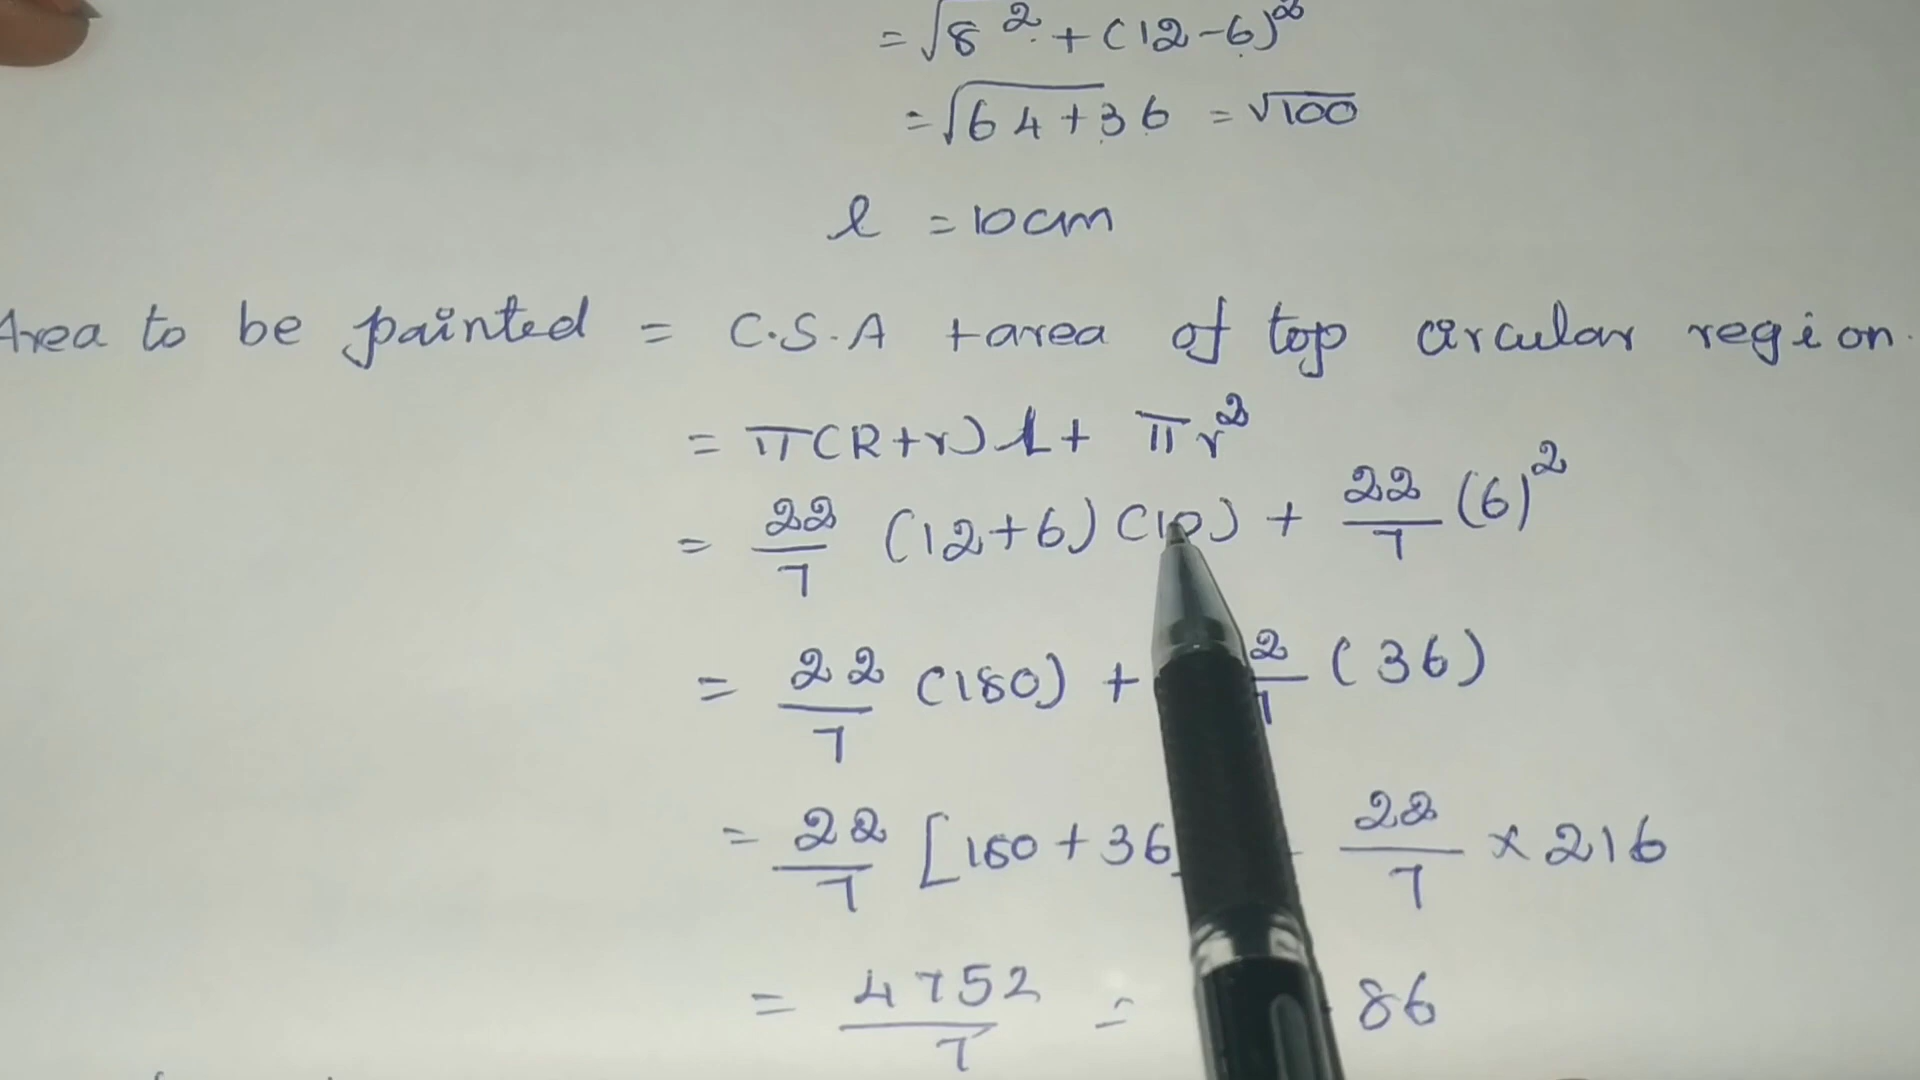 = √8² + (12-6)²
= √64+36 = √100
l = 10cm
Area to be painted = C.S.A + area of top circular region.
= π(R+r)l + πr²
= 22/7 (12+6) (10) + 22/7 (6)²
= 22/7 (180) + 2/7 (36)
= 22/7 [180+36] 22/7 × 216
= 4752/7 = 86